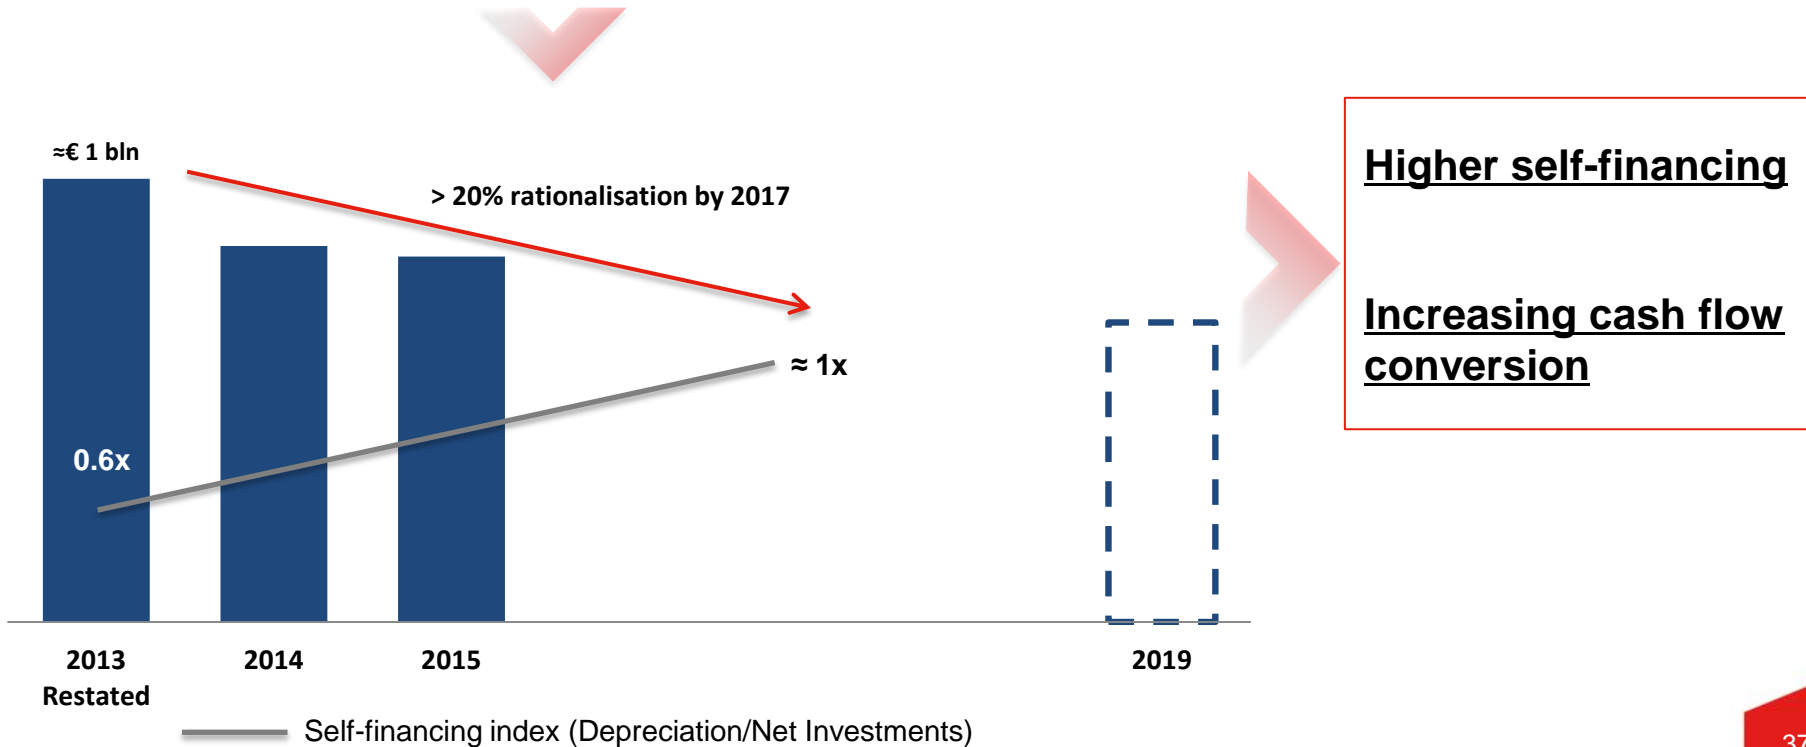 ≈€ 1 bln
> 20% rationalisation by 2017
≈ 1x
0.6x
2013
Restated
2014
2015
2019
Self-financing index (Depreciation/Net Investments)
Higher self-financing
Increasing cash flow
conversion
37